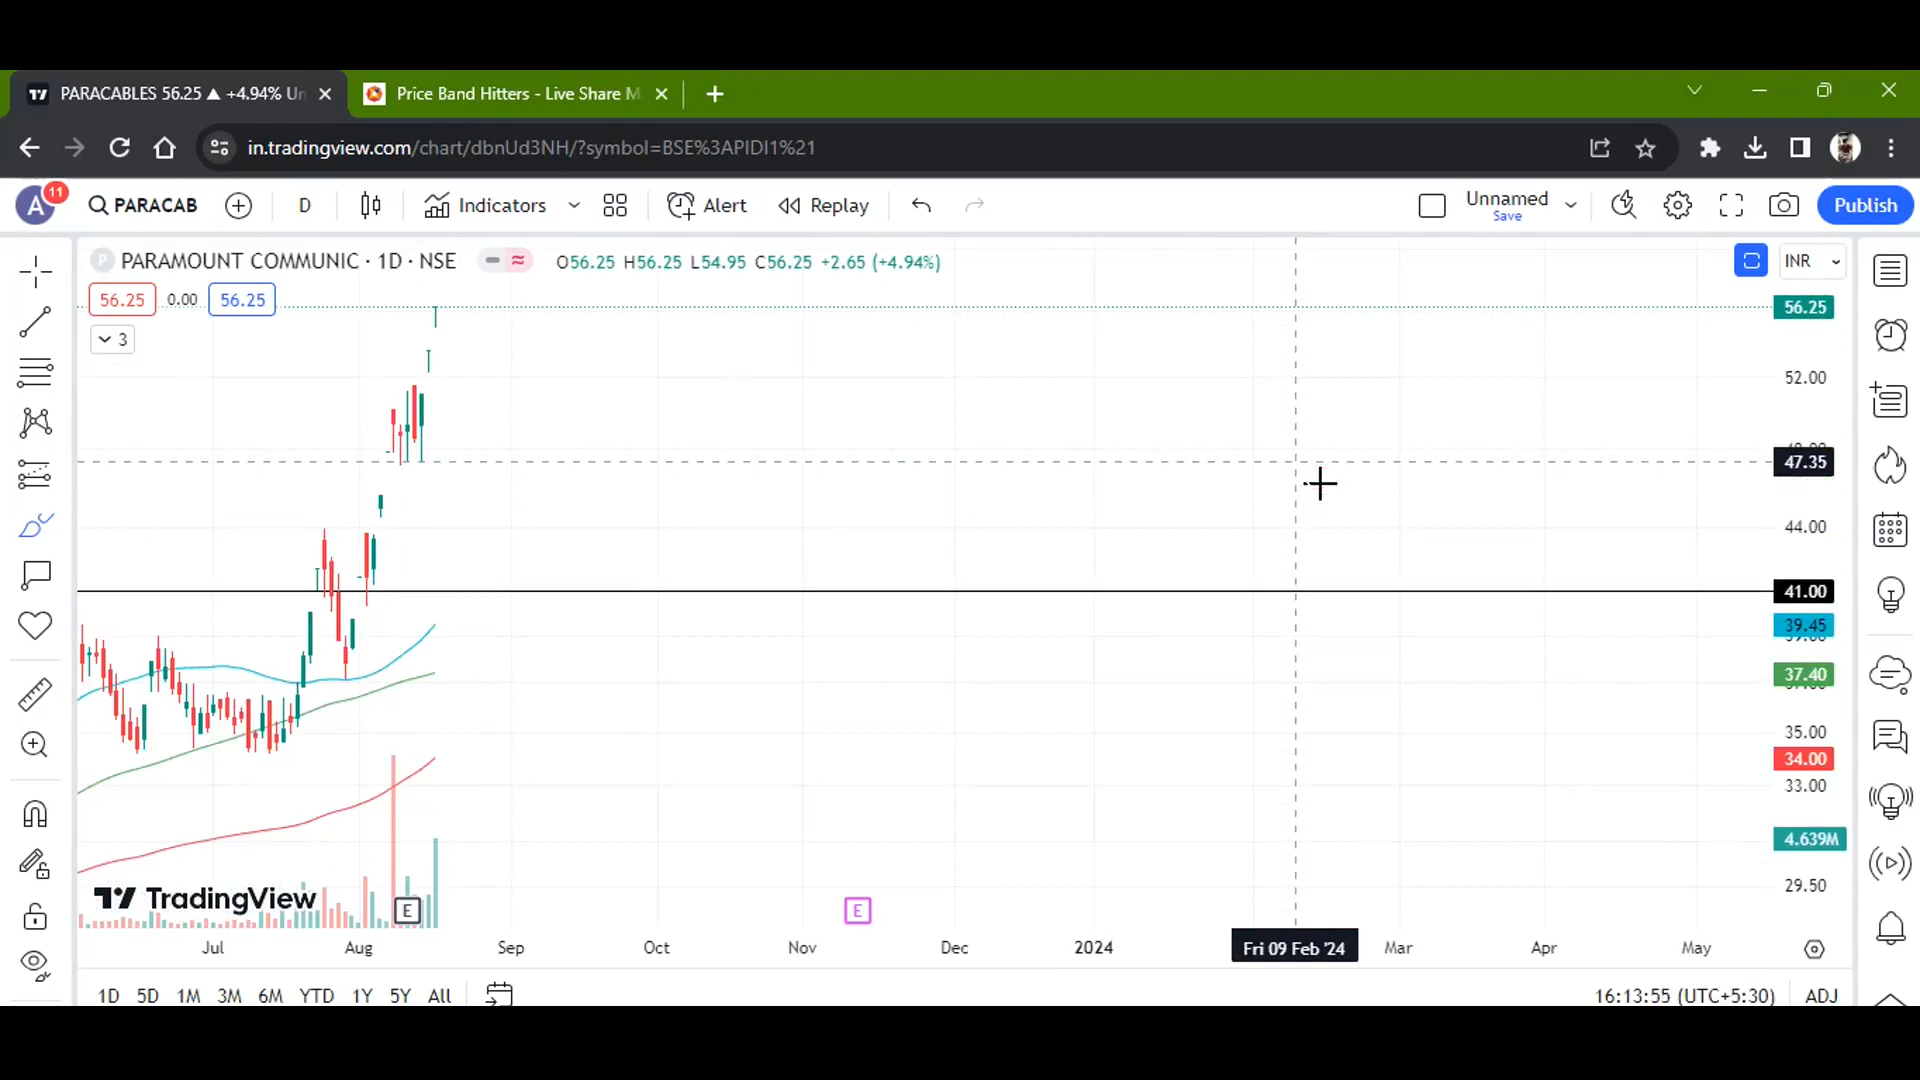 PARACABLES 56.25 ▲ +4.94% Un
Price Band Hitters - Live Share M
in.tradingview.com/chart/dbnUd3NH/?symbol=BSE%3APIDI1%21
A
11
PARACAB
D
Indicators
Alert
Replay
Unnamed
Save
Publish
P
PARAMOUNT COMMUNIC · 1D · NSE
O56.25 H56.25 L54.95 C56.25 +2.65 (+4.94%)
INR
56.25
0.00
56.25
3
56.25
52.00
47.35
44.00
41.00
39.45
37.40
35.00
34.00
33.00
4.639M
29.50
TradingView
E
E
Jul
Aug
Sep
Oct
Nov
Dec
2024
Fri 09 Feb '24
Mar
Apr
May
1D 5D 1M 3M 6M YTD 1Y 5Y All
16:13:55 (UTC+5:30)
ADJ